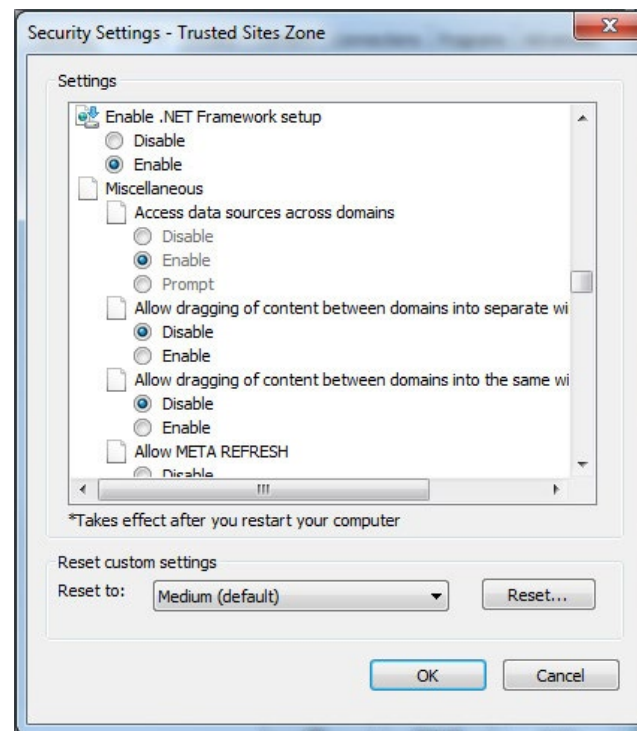 Security Settings - Trusted Sites Zone
Settings
Enable .NET Framework setup
Disable
Enable
Miscellaneous
Access data sources across domains
Disable
Enable
Prompt
Allow dragging of content between domains into separate wi
Disable
Enable
Allow dragging of content between domains into the same wi
Disable
Enable
Allow META REFRESH
Disable
*Takes effect after you restart your computer
Reset custom settings
Reset to: Medium (default) Reset...
OK Cancel